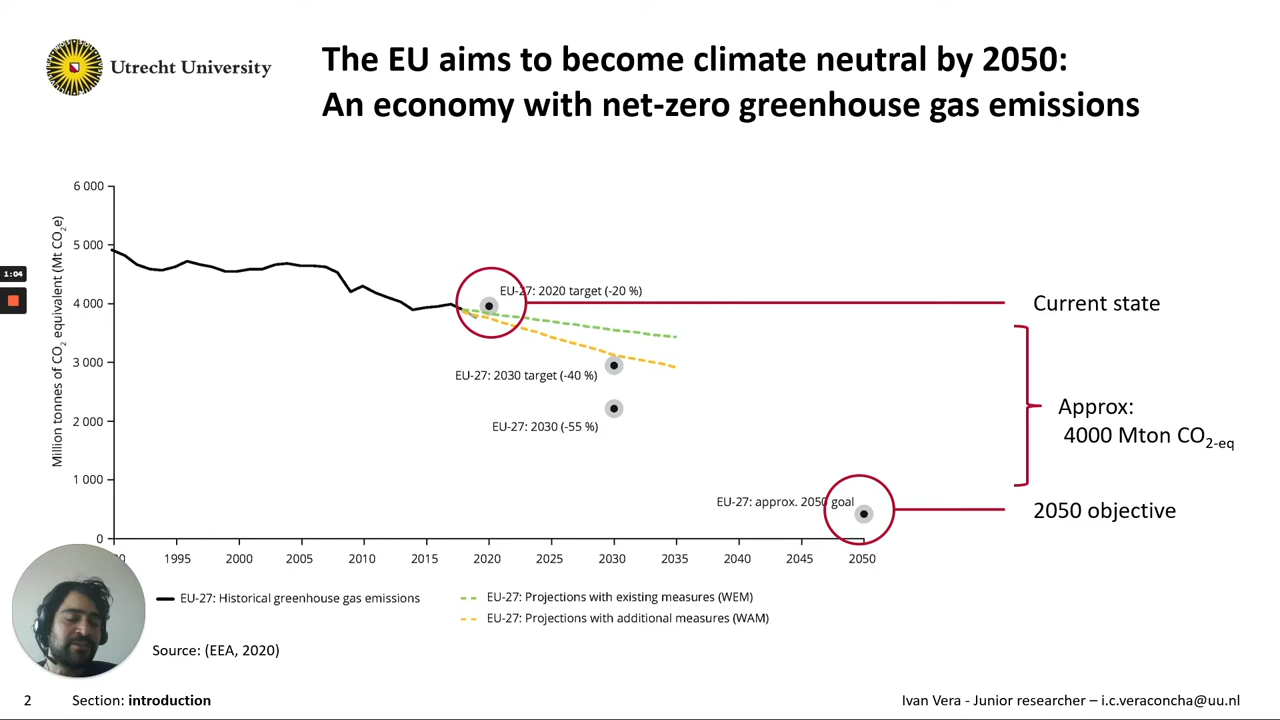 Utrecht University
The EU aims to become climate neutral by 2050:
An economy with net-zero greenhouse gas emissions
6 000
5 000
4 000
3 000
2 000
1 000
0
Million tonnes of CO2 equivalent (Mt CO2e)
1:04
EU-27: 2020 target (-20 %)
EU-27: 2030 target (-40 %)
EU-27: 2030 (-55 %)
EU-27: approx. 2050 goal
Current state
Approx:
4000 Mton CO2-eq
2050 objective
1995 2000 2005 2010 2015 2020 2025 2030 2035 2040 2045 2050
EU-27: Historical greenhouse gas emissions
EU-27: Projections with existing measures (WEM)
EU-27: Projections with additional measures (WAM)
Source: (EEA, 2020)
2 Section: introduction Ivan Vera - Junior researcher – i.c.veraconcha@uu.nl